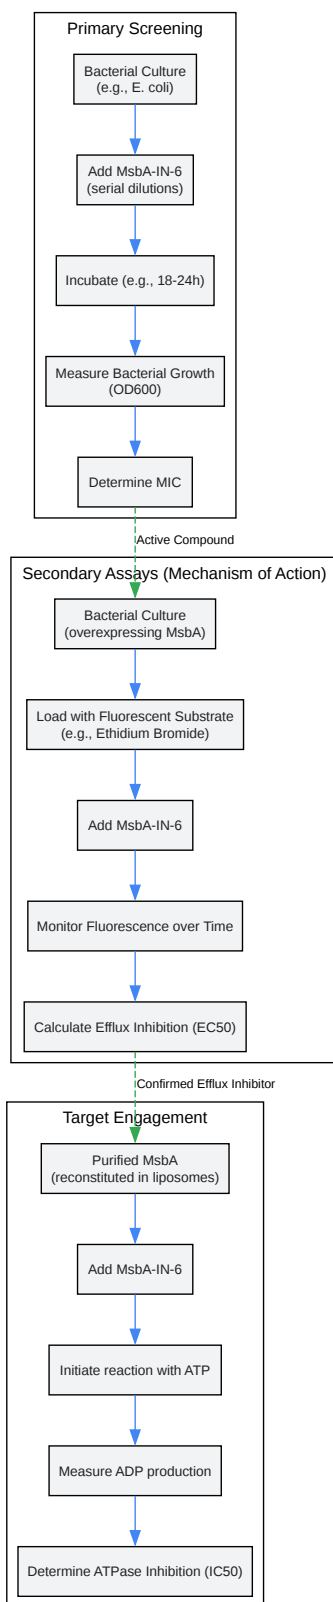 Primary Screening
Bacterial Culture
(e.g., E. coli)
Add MsbA-IN-6
(serial dilutions)
Incubate (e.g., 18-24h)
Measure Bacterial Growth
(OD600)
Determine MIC
Active Compound
Secondary Assays (Mechanism of Action)
Bacterial Culture
(overexpressing MsbA)
Load with Fluorescent Substrate
(e.g., Ethidium Bromide)
Add MsbA-IN-6
Monitor Fluorescence over Time
Calculate Efflux Inhibition (EC50)
Confirmed Efflux Inhibitor
Target Engagement
Purified MsbA
(reconstituted in liposomes)
Add MsbA-IN-6
Initiate reaction with ATP
Measure ADP production
Determine ATPase Inhibition (IC50)